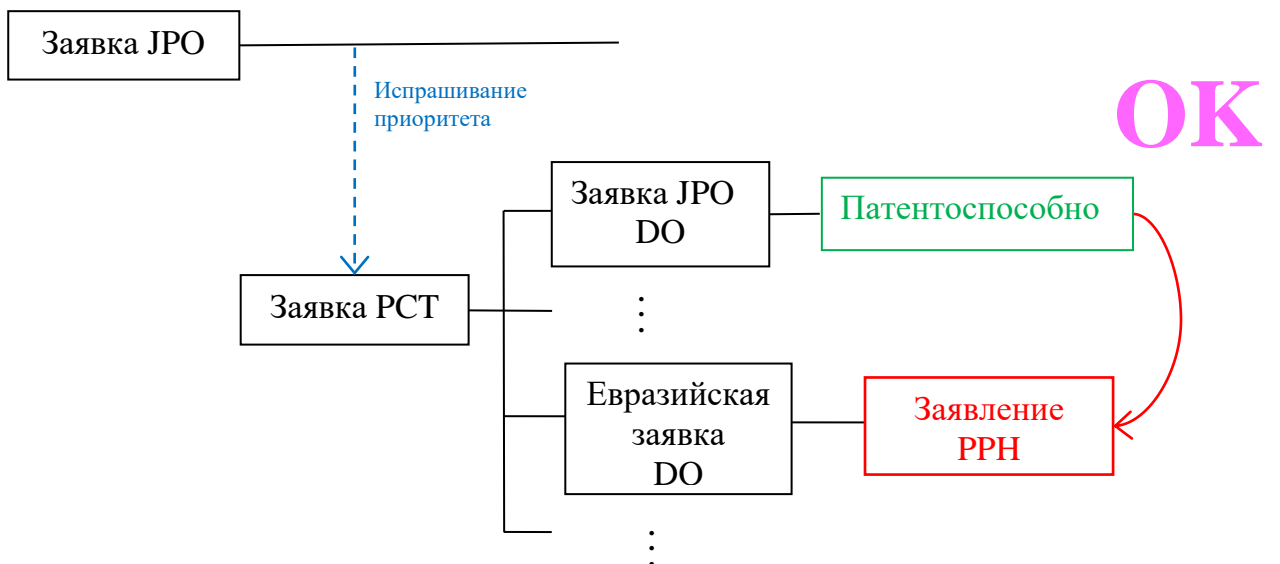 Заявка JPO
Испрашивание
приоритета
OK
Заявка JPO
DO
Патентоспособно
Заявка PCT
Евразийская
заявка
DO
Заявление
PPH